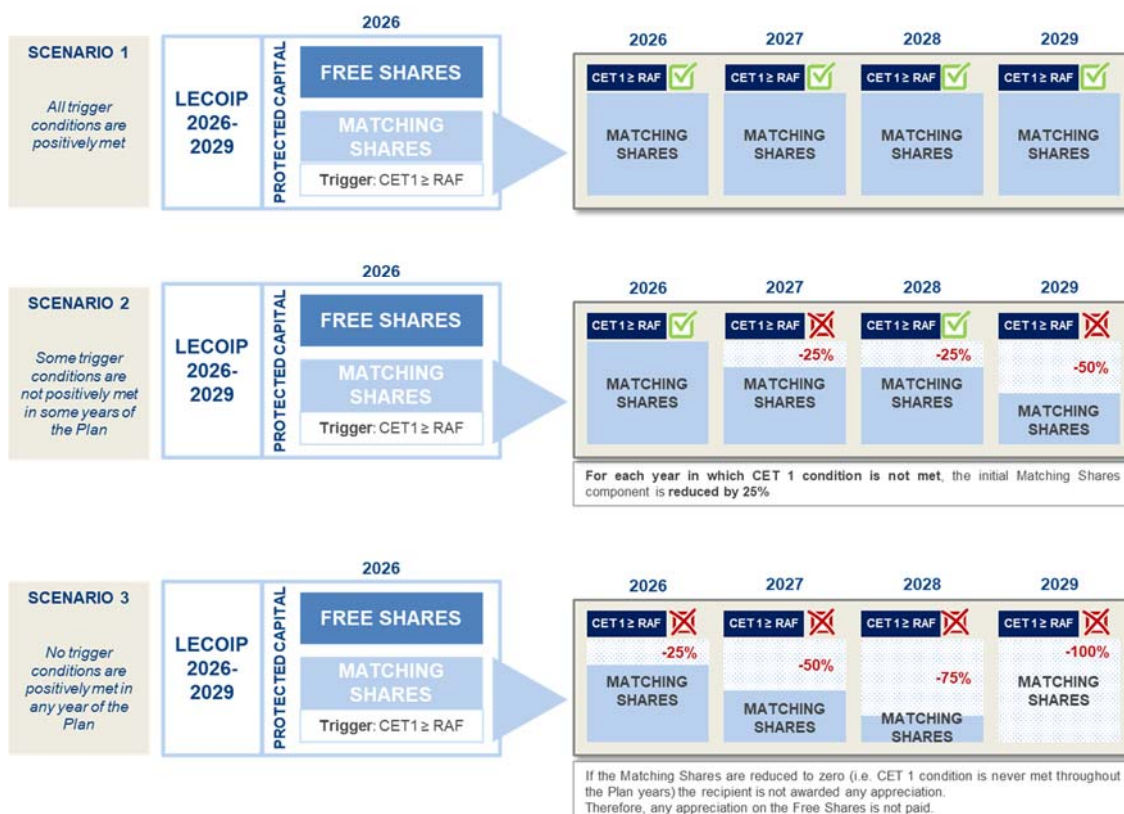 2026
SCENARIO 1
All trigger
conditions are
positively met
LECOIP
2026-
2029
PROTECTED CAPITAL
FREE SHARES
MATCHING
SHARES
Trigger: CET1 ≥ RAF
2026 2027 2028 2029
CET1 ≥ RAF CET1 ≥ RAF CET1 ≥ RAF CET1 ≥ RAF
MATCHING MATCHING MATCHING MATCHING
SHARES SHARES SHARES SHARES
2026
SCENARIO 2
Some trigger
conditions are
not positively met
in some years of
the Plan
LECOIP
2026-
2029
PROTECTED CAPITAL
FREE SHARES
MATCHING
SHARES
Trigger: CET1 ≥ RAF
2026 2027 2028 2029
CET1 ≥ RAF CET1 ≥ RAF CET1 ≥ RAF CET1 ≥ RAF
-25% -25% -50%
MATCHING MATCHING MATCHING MATCHING
SHARES SHARES SHARES SHARES
For each year in which CET 1 condition is not met, the initial Matching Shares
component is reduced by 25%
2026
SCENARIO 3
No trigger
conditions are
positively met in
any year of the
Plan
LECOIP
2026-
2029
PROTECTED CAPITAL
FREE SHARES
MATCHING
SHARES
Trigger: CET1 ≥ RAF
2026 2027 2028 2029
CET1 ≥ RAF CET1 ≥ RAF CET1 ≥ RAF CET1 ≥ RAF
-25% -50% -75% -100%
MATCHING MATCHING MATCHING MATCHING
SHARES SHARES SHARES SHARES
If the Matching Shares are reduced to zero (i.e. CET 1 condition is never met throughout
the Plan years) the recipient is not awarded any appreciation.
Therefore, any appreciation on the Free Shares is not paid.